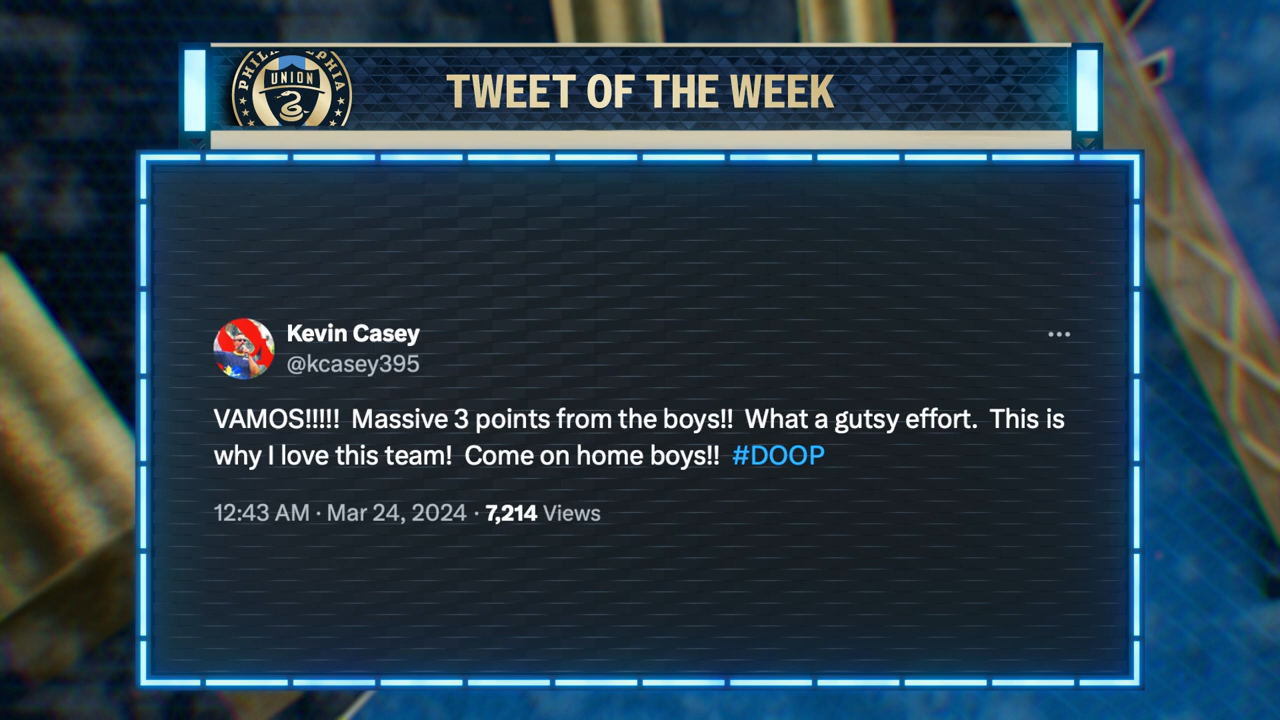 PHILADELPHIA
UNION
TWEET OF THE WEEK
Kevin Casey
@kcasey395
VAMOS!!!!!  Massive 3 points from the boys!!  What a gutsy effort.  This is
why I love this team!  Come on home boys!!  #DOOP
12:43 AM · Mar 24, 2024 · 7,214 Views